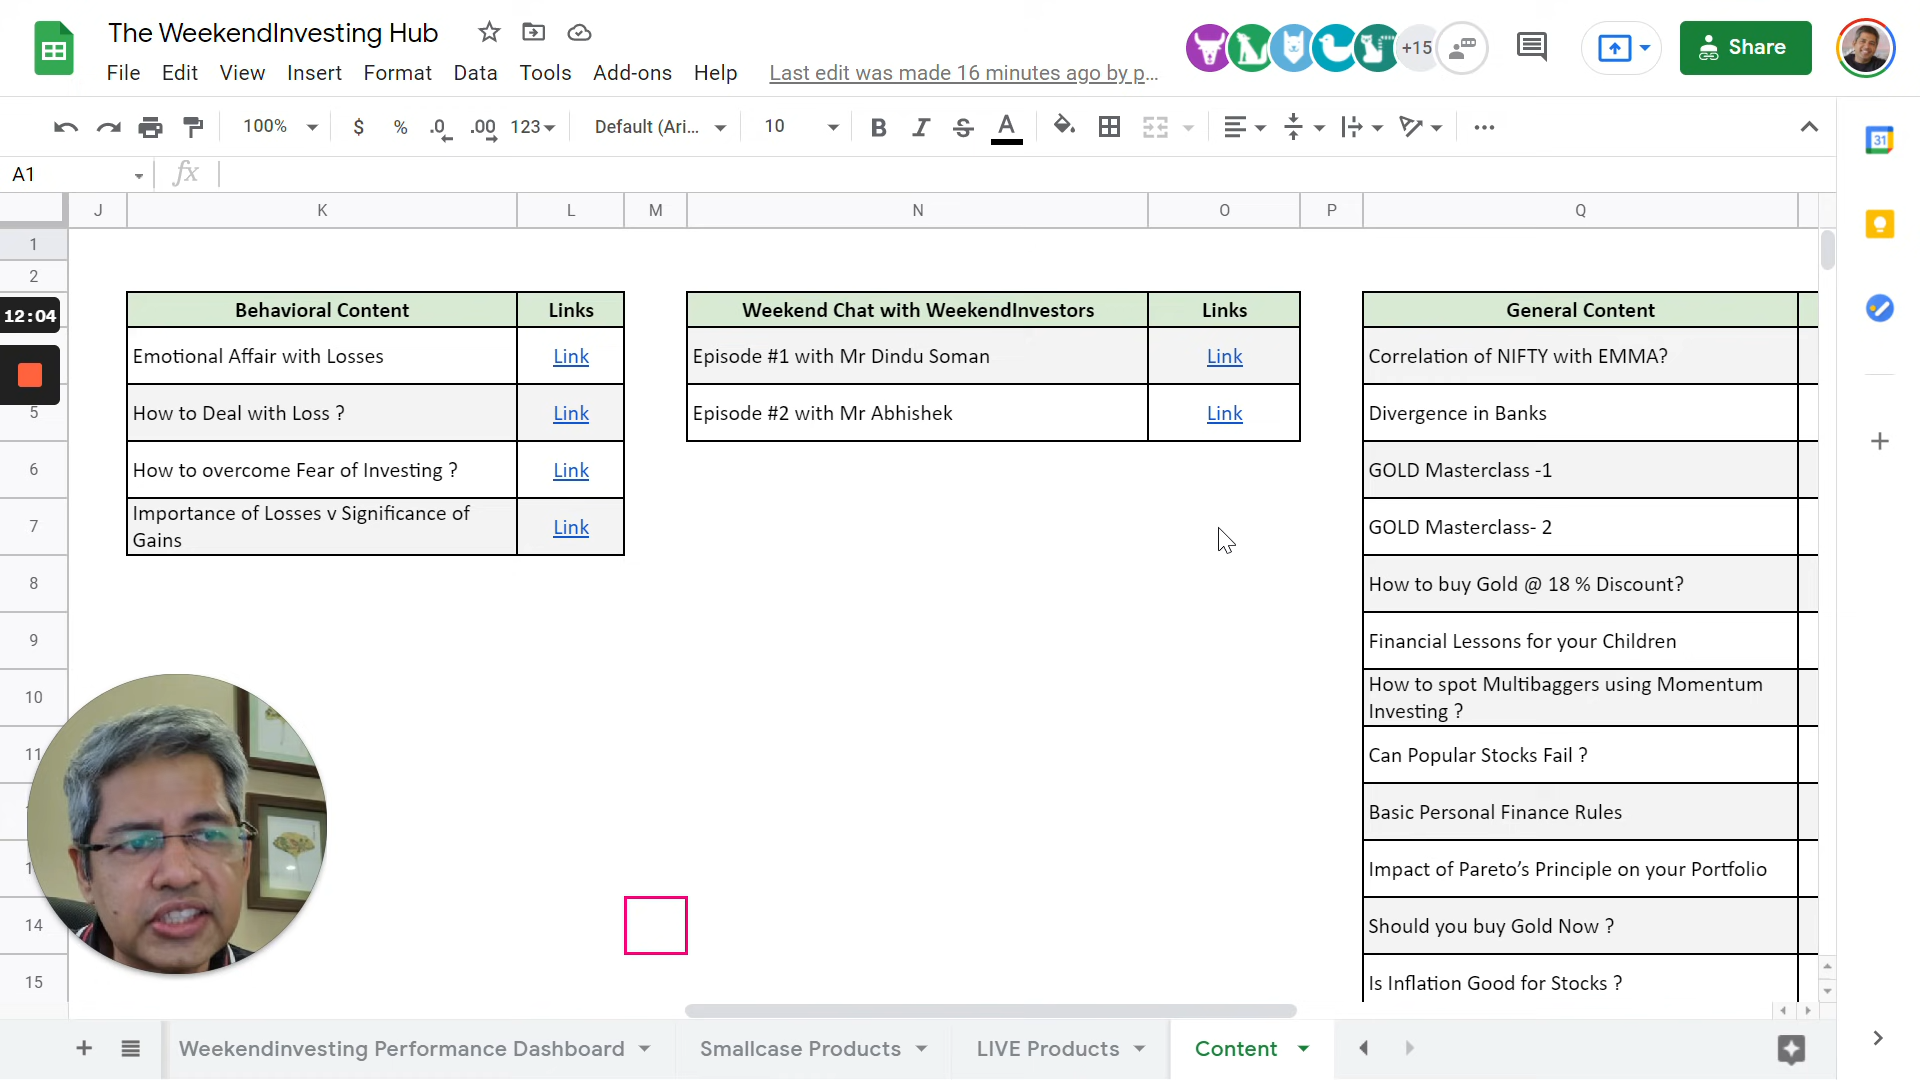 The WeekendInvesting Hub
+15
Share
File Edit View Insert Format Data Tools Add-ons Help Last edit was made 16 minutes ago by p...
100% $ % .0 .00 123 Default (Ari... 10 B I S A
31
A1 fx
J K L M N O P Q
1
2
Behavioral Content Links Weekend Chat with WeekendInvestors Links General Content
12:04
Emotional Affair with Losses Link Episode #1 with Mr Dindu Soman Link Correlation of NIFTY with EMMA?
5 How to Deal with Loss ? Link Episode #2 with Mr Abhishek Link Divergence in Banks
6 How to overcome Fear of Investing ? Link GOLD Masterclass -1
7 Importance of Losses v Significance of
Gains Link GOLD Masterclass- 2
8 How to buy Gold @ 18 % Discount?
9 Financial Lessons for your Children
10 How to spot Multibaggers using Momentum
Investing ?
11 Can Popular Stocks Fail ?
Basic Personal Finance Rules
Impact of Pareto’s Principle on your Portfolio
14 Should you buy Gold Now ?
15 Is Inflation Good for Stocks ?
Weekendinvesting Performance Dashboard Smallcase Products LIVE Products Content